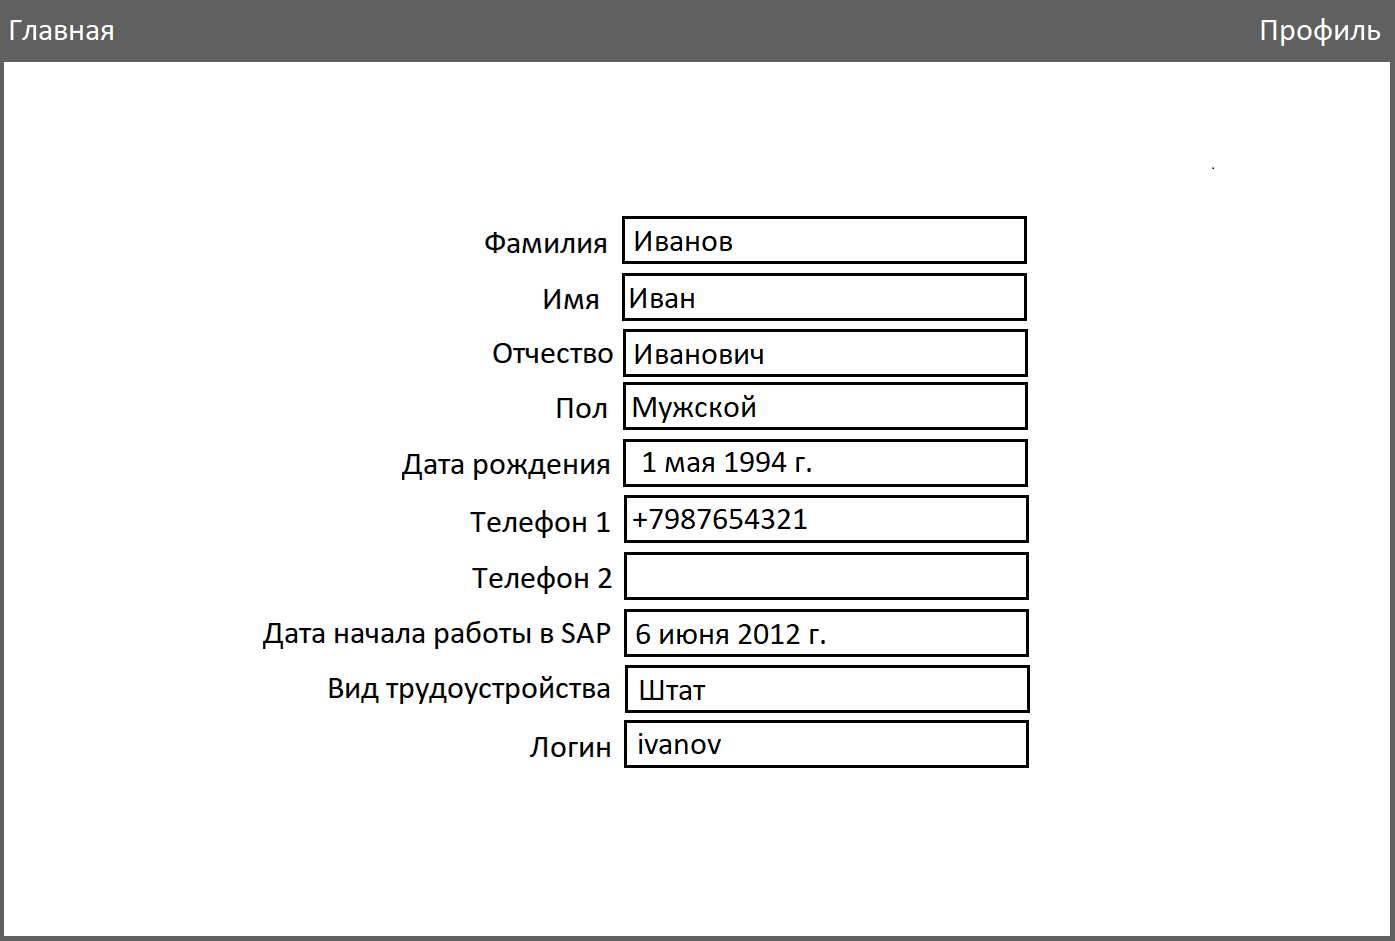 Главная Профиль
Фамилия Иванов
Имя Иван
Отчество Иванович
Пол Мужской
Дата рождения 1 мая 1994 г.
Телефон 1 +7987654321
Телефон 2
Дата начала работы в SAP 6 июня 2012 г.
Вид трудоустройства Штат
Логин ivanov